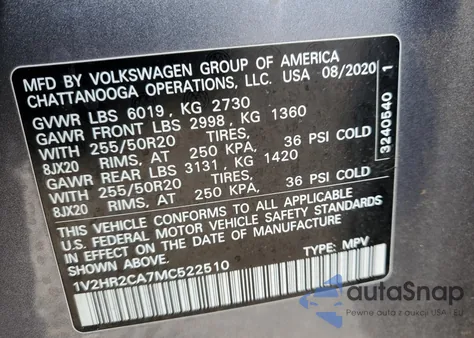 MFD BY VOLKSWAGEN GROUP OF AMERICA
CHATTANOOGA OPERATIONS, LLC. USA 08/2020
GVWR LBS 6019, KG 2730
GAWR FRONT LBS 2998, KG 1360
WITH 255/50R20 TIRES,
8JX20 RIMS, AT 250 KPA, 36 PSI COLD
GAWR REAR LBS 3131, KG 1420
WITH 255/50R20 TIRES,
8JX20 RIMS, AT 250 KPA, 36 PSI COLD
THIS VEHICLE CONFORMS TO ALL APPLICABLE
U.S. FEDERAL MOTOR VEHICLE SAFETY STANDARDS
IN EFFECT ON THE DATE OF MANUFACTURE
SHOWN ABOVE.
1V2HR2CA7MC522510 TYPE: MPV
3240540 1
autoSnap
Pewne auto z USA